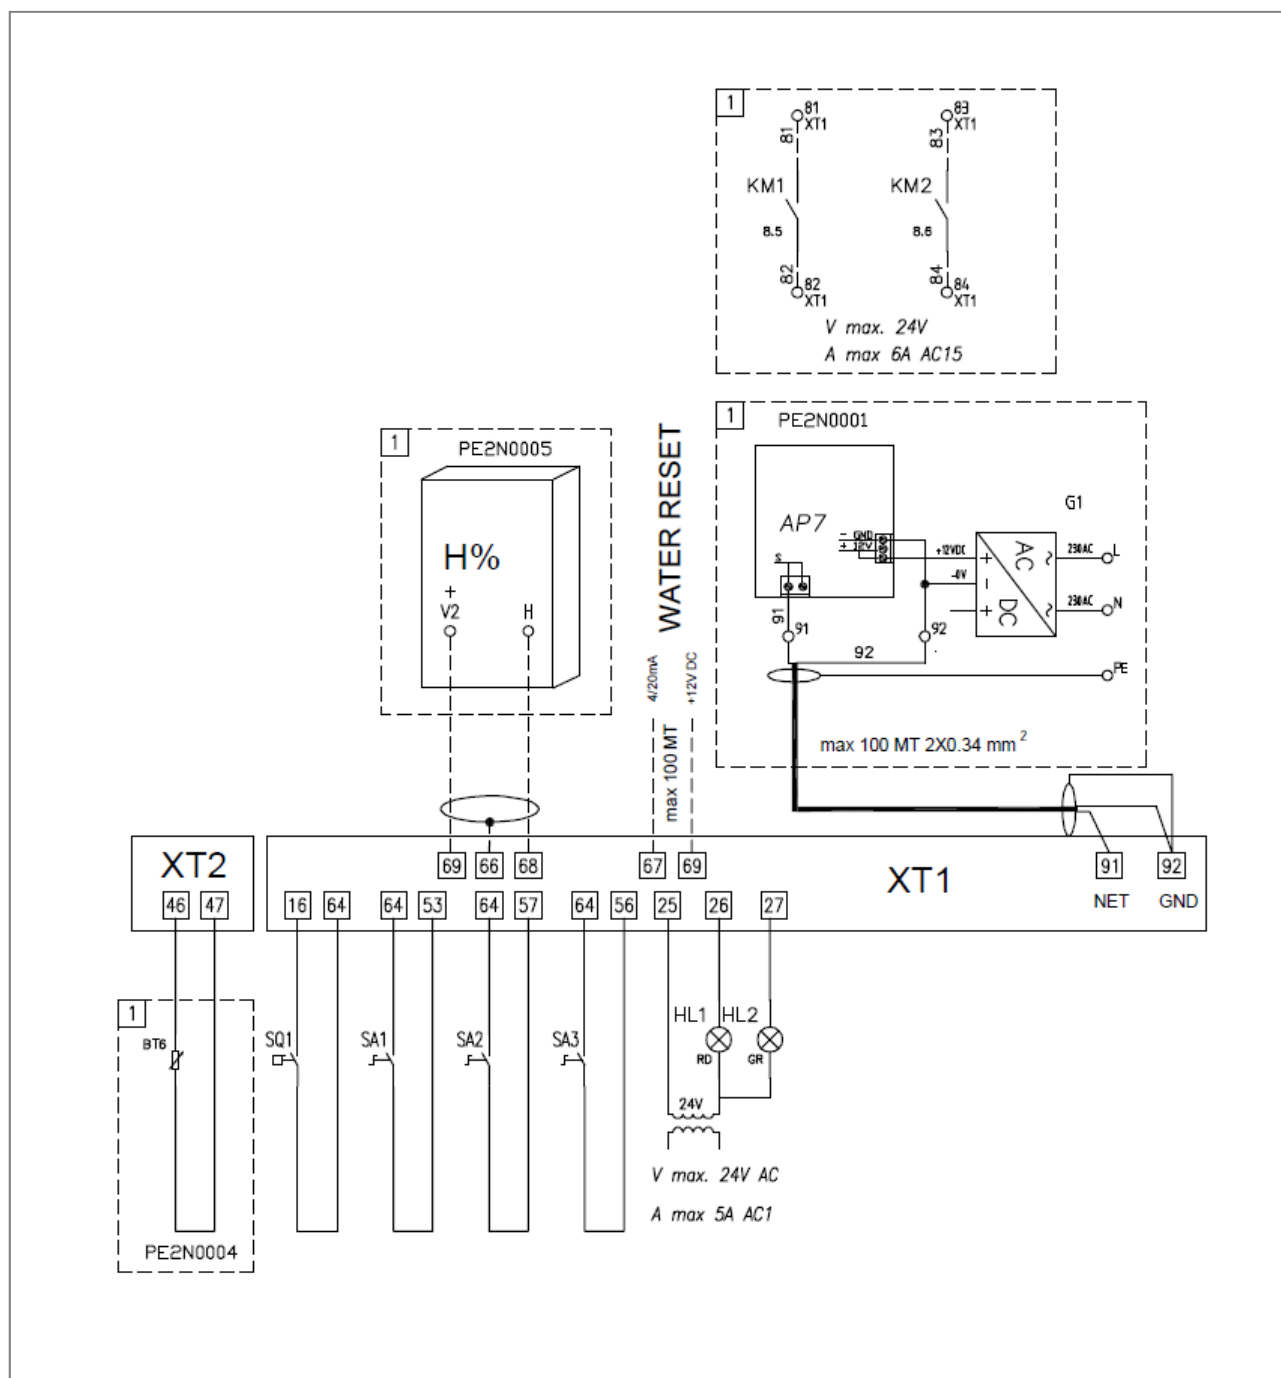 1
81
XT1
81
83
XT1
83
KM1
KM2
8.5
8.6
82
82
XT1
84
84
XT1
V max. 24V
A max 6A AC15
1
PE2N0005
H%
+
V2
H
WATER RESET
4/20mA
+12V DC
max 100 MT
1
PE2N0001
AP7
- GND
+ 12V
S
G1
+12VDC
-0V
+
-
+
AC
DC
~
~
230AC
L
230AC
N
91
91
92
92
PE
max 100 MT 2X0.34 mm 2
XT2
46
47
69
66
68
67
69
XT1
91
92
NET
GND
16
64
64
53
64
57
64
56
25
26
27
1
BT6
PE2N0004
SQ1
SA1
SA2
SA3
HL1
HL2
RD
GR
24V
V max. 24V AC
A max 5A AC1